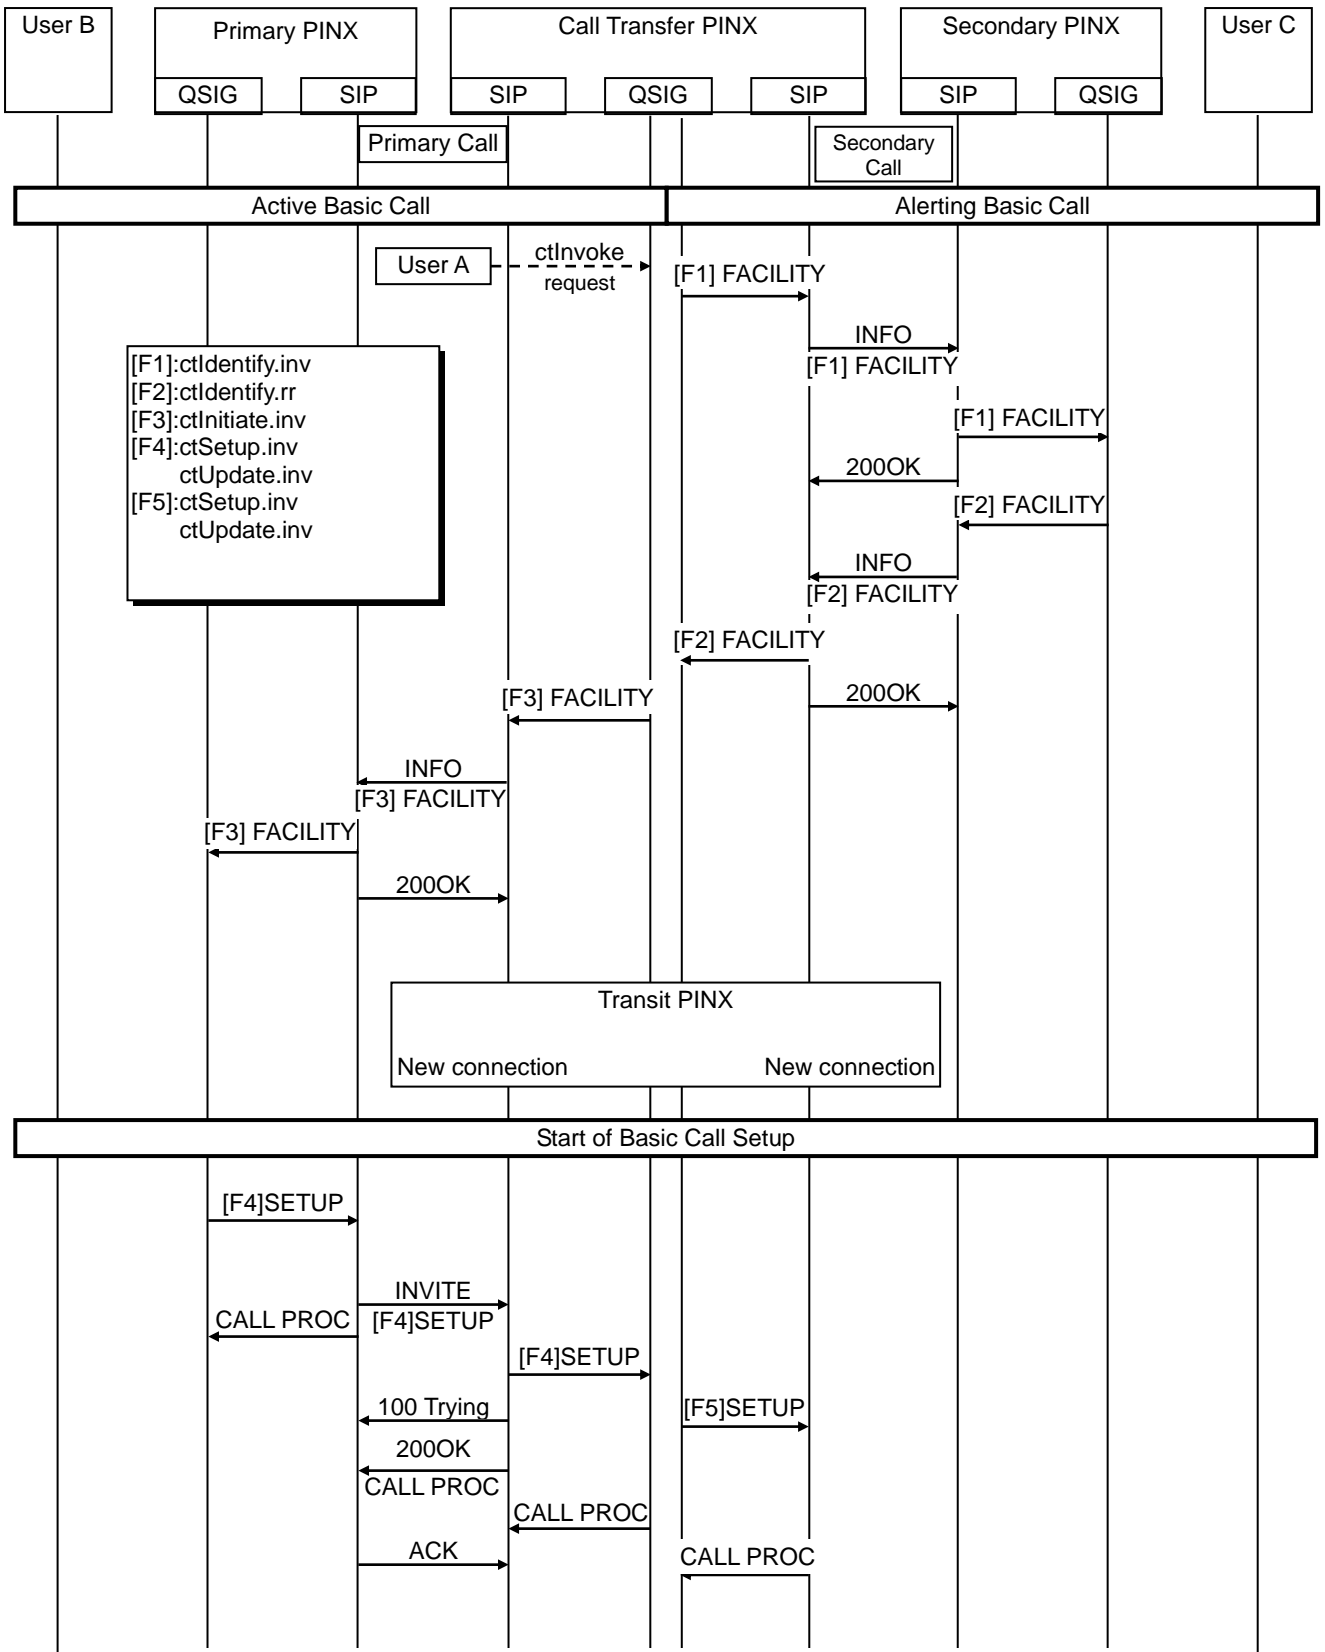 User B
Primary PINX
Call Transfer PINX
Secondary PINX
User C
QSIG
SIP
SIP
QSIG
SIP
SIP
QSIG
Primary Call
Secondary
Call
Active Basic Call
Alerting Basic Call
User A
ctInvoke
request
[F1] FACILITY
INFO
[F1] FACILITY
[F1]:ctIdentify.inv
[F2]:ctIdentify.rr
[F3]:ctInitiate.inv
[F4]:ctSetup.inv
ctUpdate.inv
[F5]:ctSetup.inv
ctUpdate.inv
[F1] FACILITY
200OK
[F2] FACILITY
INFO
[F2] FACILITY
[F2] FACILITY
200OK
[F3] FACILITY
INFO
[F3] FACILITY
[F3] FACILITY
200OK
Transit PINX
New connection
New connection
Start of Basic Call Setup
[F4]SETUP
INVITE
[F4]SETUP
CALL PROC
[F4]SETUP
100 Trying
[F5]SETUP
200OK
CALL PROC
CALL PROC
ACK
CALL PROC